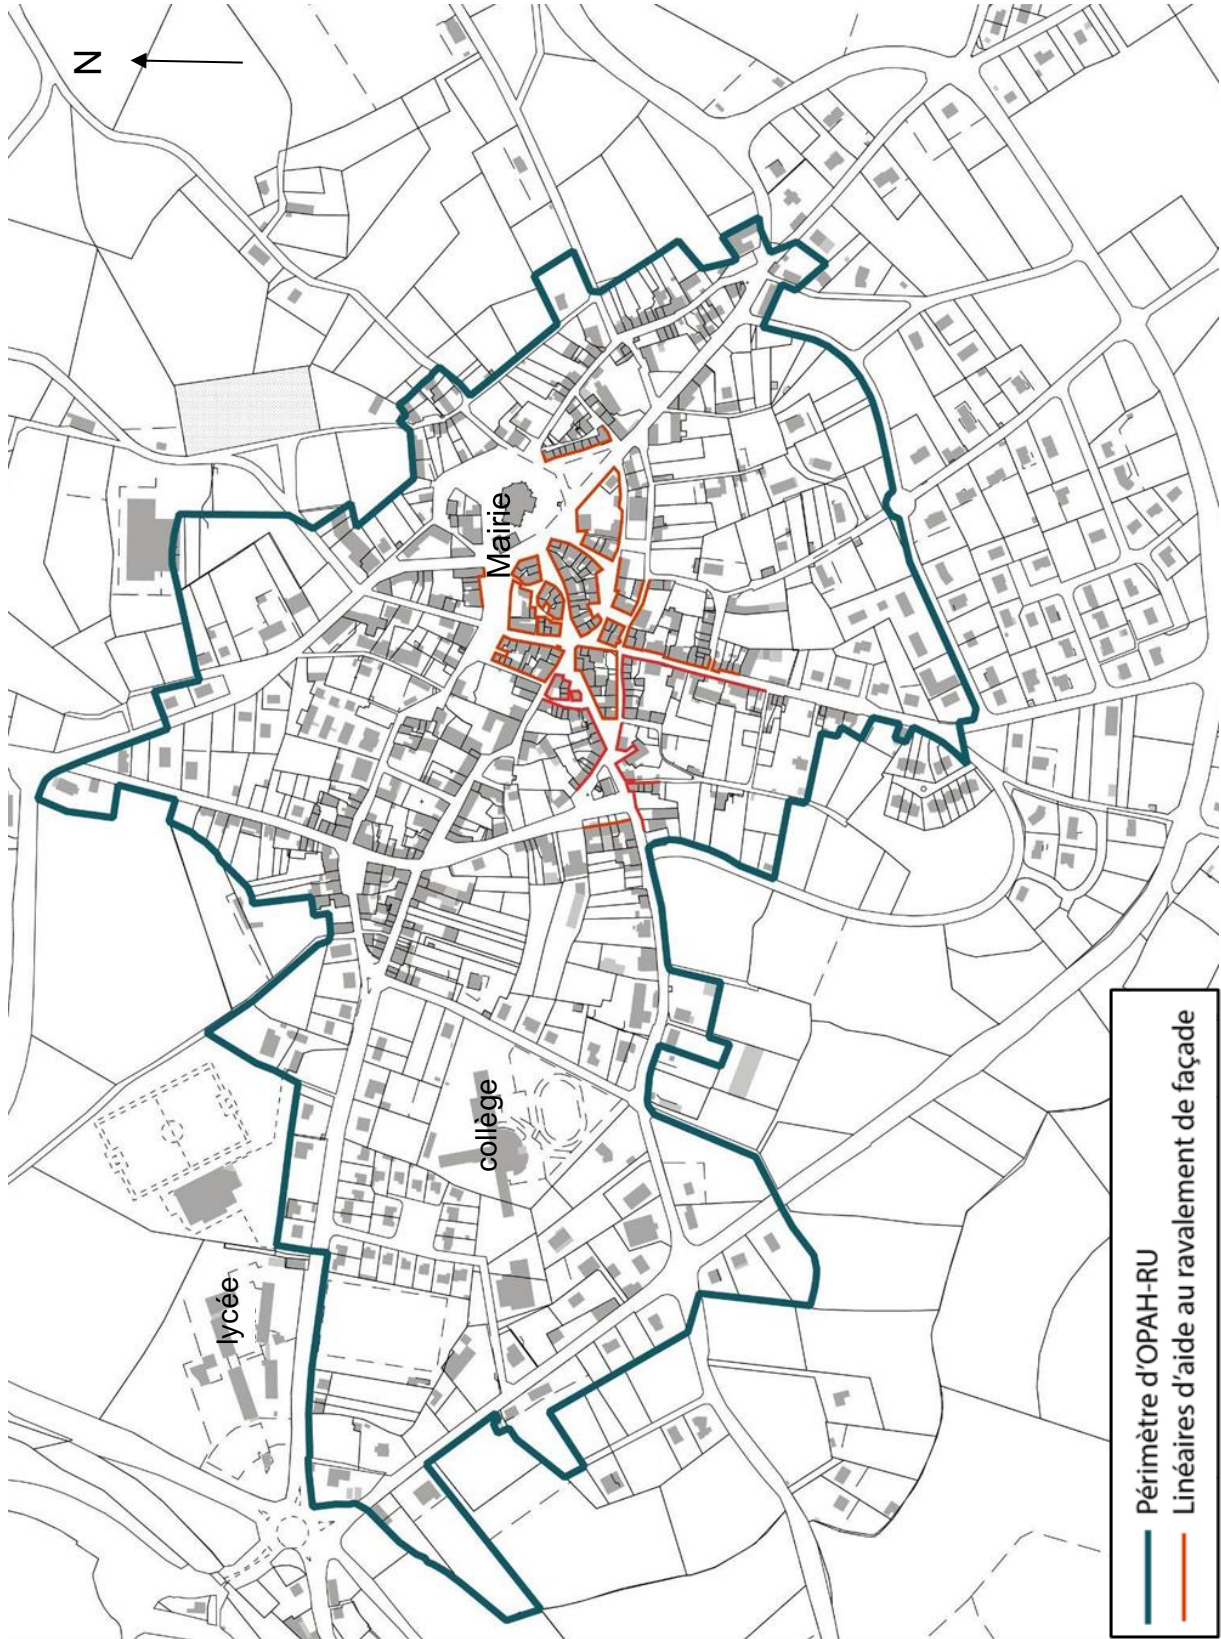 N
Mairie
collège
lycée
Périmètre d'OPAH-RU
Linéaires d'aide au ravalement de façade